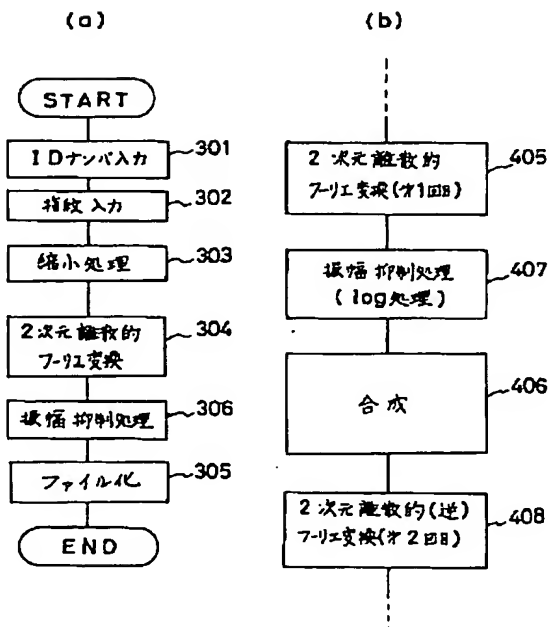 (a)
START
IDナンバ入力
301
指紋入力
302
縮小処理
303
2次元離散的
フーリエ変換
304
振幅抑制処理
306
ファイル化
305
END
(b)
2次元離散的
フーリエ変換(才1回目)
405
振幅抑制処理
(log処理)
407
合成
406
2次元離散的(逆)
フーリエ変換(才2回目)
408